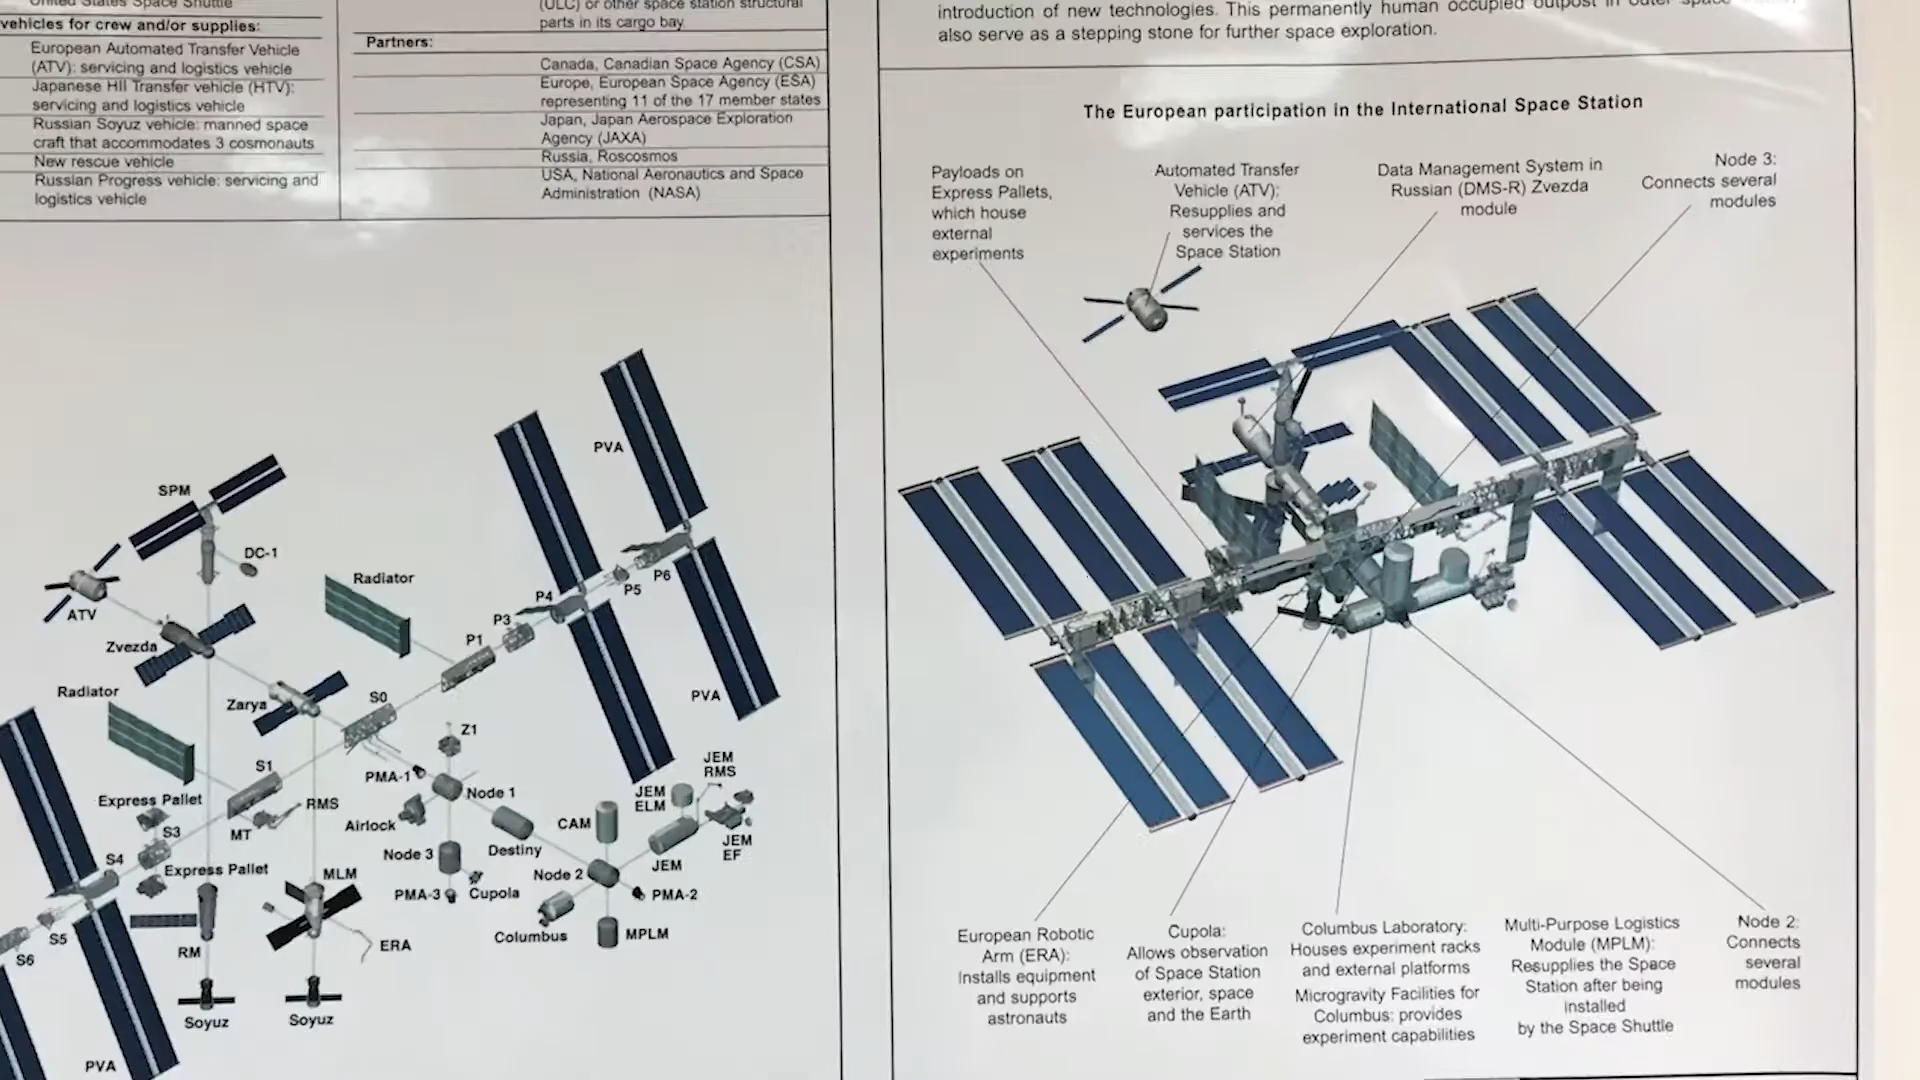 United States Space Shuttle
vehicles for crew and/or supplies:
European Automated Transfer Vehicle
(ATV): servicing and logistics vehicle
Japanese HII Transfer vehicle (HTV):
servicing and logistics vehicle
Russian Soyuz vehicle: manned space
craft that accommodates 3 cosmonauts
New rescue vehicle
Russian Progress vehicle: servicing and
logistics vehicle
(ULC) or other space station structural
parts in its cargo bay
Partners:
Canada, Canadian Space Agency (CSA)
Europe, European Space Agency (ESA)
representing 11 of the 17 member states
Japan, Japan Aerospace Exploration
Agency (JAXA)
Russia, Roscosmos
USA, National Aeronautics and Space
Administration (NASA)
SPM
DC-1
ATV
Zvezda
Radiator
Zarya
Radiator
PVA
P6
P5
P4
P3
P1
S0
PVA
Z1
PMA-1
Node 1
S1
RMS
MT
Express Pallet
S3
S4
Express Pallet
Airlock
Node 3
Destiny
PMA-3
Cupola
Node 2
CAM
JEM
ELM
JEM
RMS
JEM
JEM
EF
PMA-2
Columbus
MPLM
MLM
ERA
RM
S5
S6
Soyuz
Soyuz
PVA
introduction of new technologies. This permanently human occupied outpost in outer space
also serve as a stepping stone for further space exploration.
The European participation in the International Space Station
Payloads on
Express Pallets,
which house
external
experiments
Automated Transfer
Vehicle (ATV):
Resupplies and
services the
Space Station
Data Management System in
Russian (DMS-R) Zvezda
module
Node 3:
Connects several
modules
European Robotic
Arm (ERA):
Installs equipment
and supports
astronauts
Cupola:
Allows observation
of Space Station
exterior, space
and the Earth
Columbus Laboratory:
Houses experiment racks
and external platforms
Microgravity Facilities for
Columbus: provides
experiment capabilities
Multi-Purpose Logistics
Module (MPLM):
Resupplies the Space
Station after being
installed
by the Space Shuttle
Node 2:
Connects
several
modules